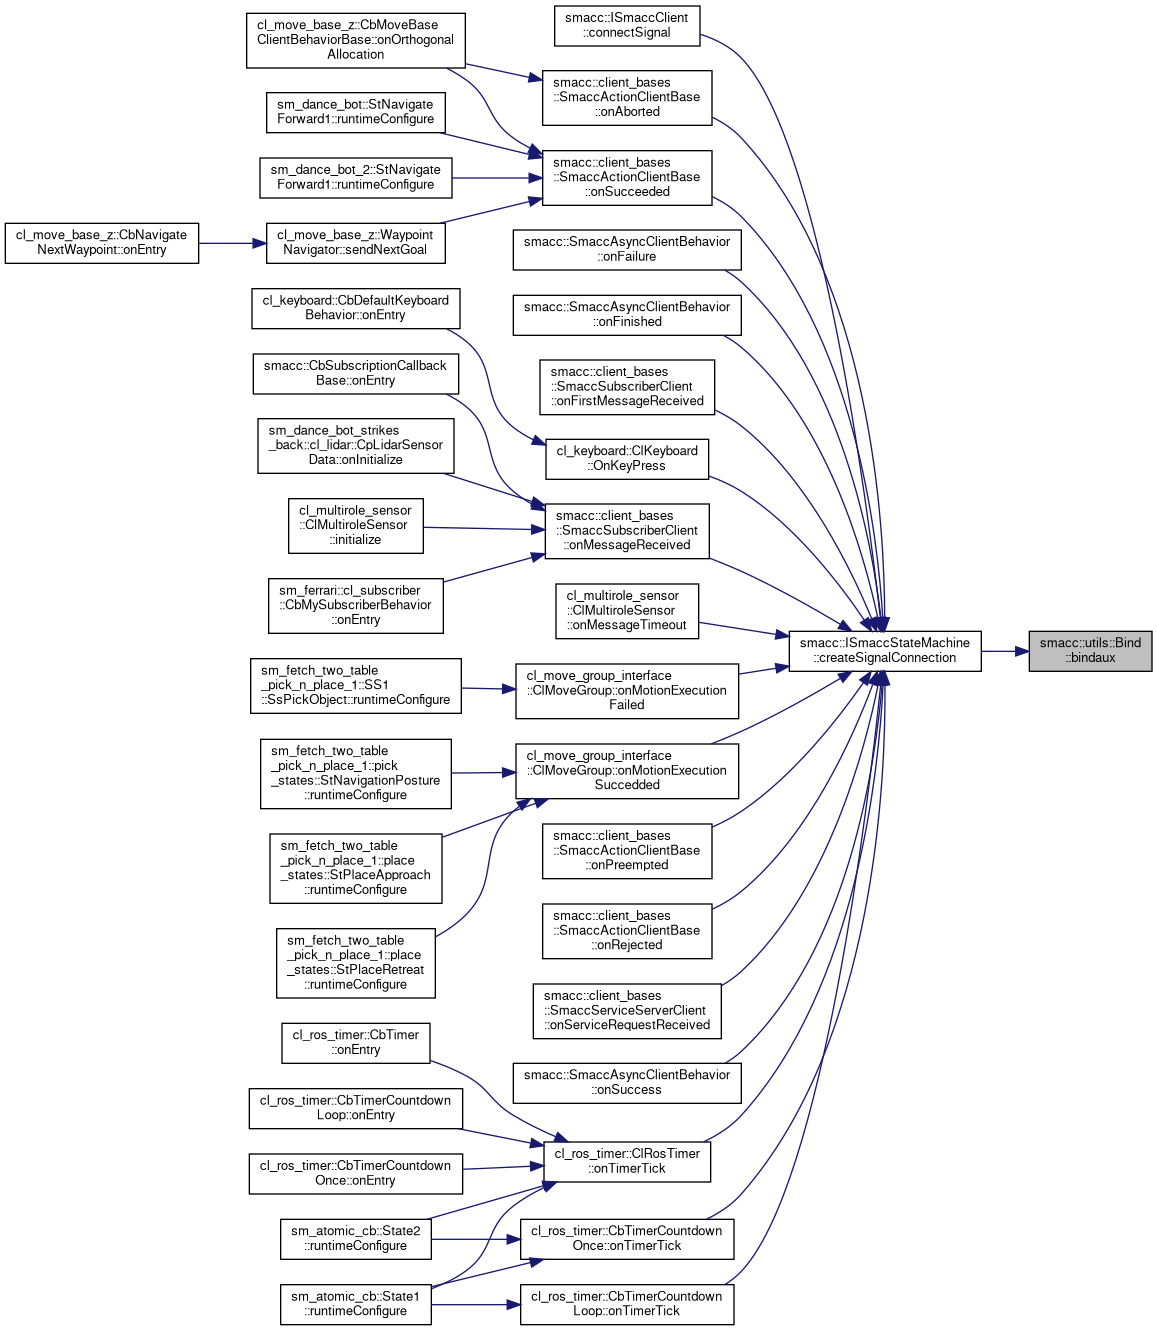 cl_move_base_z::CbMoveBase
ClientBehaviorBase::onOrthogonal
Allocation
sm_dance_bot::StNavigate
Forward1::runtimeConfigure
sm_dance_bot_2::StNavigate
Forward1::runtimeConfigure
cl_move_base_z::CbNavigate
NextWaypoint::onEntry
cl_move_base_z::Waypoint
Navigator::sendNextGoal
cl_keyboard::CbDefaultKeyboard
Behavior::onEntry
smacc::CbSubscriptionCallback
Base::onEntry
sm_dance_bot_strikes
_back::cl_lidar::CpLidarSensor
Data::onInitialize
cl_multirole_sensor
::ClMultiroleSensor
::initialize
sm_ferrari::cl_subscriber
::CbMySubscriberBehavior
::onEntry
sm_fetch_two_table
_pick_n_place_1::SS1
::SsPickObject::runtimeConfigure
sm_fetch_two_table
_pick_n_place_1::pick
_states::StNavigationPosture
::runtimeConfigure
sm_fetch_two_table
_pick_n_place_1::place
_states::StPlaceApproach
::runtimeConfigure
sm_fetch_two_table
_pick_n_place_1::place
_states::StPlaceRetreat
::runtimeConfigure
cl_ros_timer::CbTimer
::onEntry
cl_ros_timer::CbTimerCountdown
Loop::onEntry
cl_ros_timer::CbTimerCountdown
Once::onEntry
sm_atomic_cb::State2
::runtimeConfigure
sm_atomic_cb::State1
::runtimeConfigure
smacc::ISmaccClient
::connectSignal
smacc::client_bases
::SmaccActionClientBase
::onAborted
smacc::client_bases
::SmaccActionClientBase
::onSucceeded
smacc::SmaccAsyncClientBehavior
::onFailure
smacc::SmaccAsyncClientBehavior
::onFinished
smacc::client_bases
::SmaccSubscriberClient
::onFirstMessageReceived
cl_keyboard::ClKeyboard
::OnKeyPress
smacc::client_bases
::SmaccSubscriberClient
::onMessageReceived
cl_multirole_sensor
::ClMultiroleSensor
::onMessageTimeout
cl_move_group_interface
::ClMoveGroup::onMotionExecution
Failed
cl_move_group_interface
::ClMoveGroup::onMotionExecution
Succedded
smacc::client_bases
::SmaccActionClientBase
::onPreempted
smacc::client_bases
::SmaccActionClientBase
::onRejected
smacc::client_bases
::SmaccServiceServerClient
::onServiceRequestReceived
smacc::SmaccAsyncClientBehavior
::onSuccess
cl_ros_timer::ClRosTimer
::onTimerTick
cl_ros_timer::CbTimerCountdown
Once::onTimerTick
cl_ros_timer::CbTimerCountdown
Loop::onTimerTick
smacc::ISmaccStateMachine
::createSignalConnection
smacc::utils::Bind
::bindaux